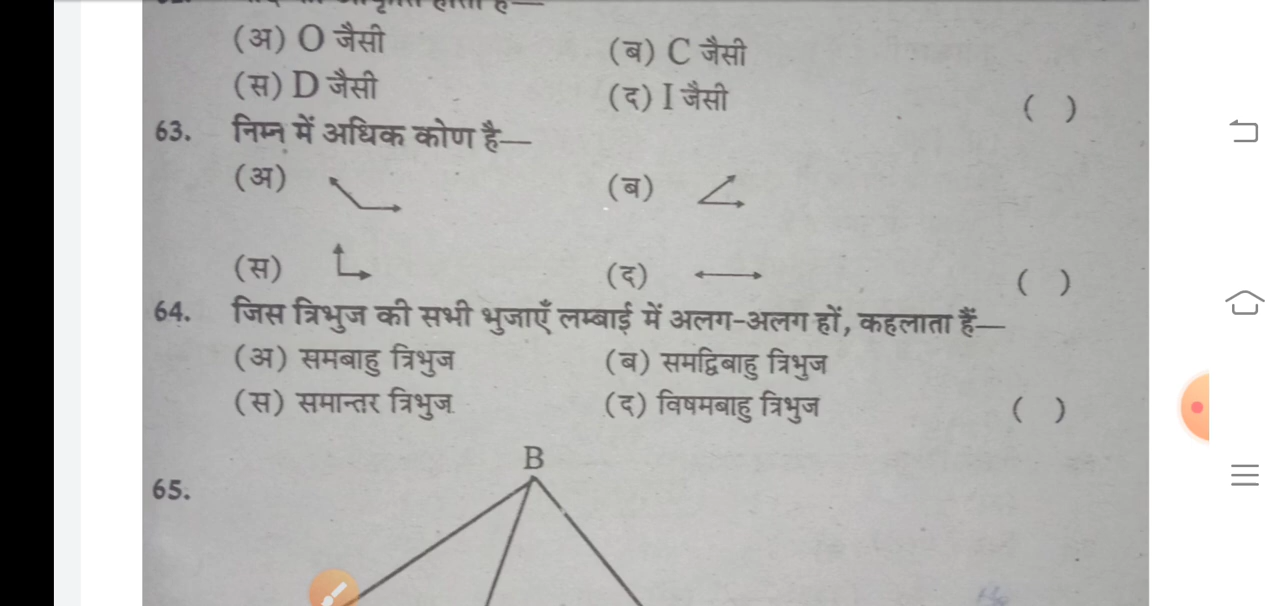 (अ) O जैसी (ब) C जैसी
(स) D जैसी (द) I जैसी ( )
63. निम्न में अधिक कोण है—
(अ) (ब)
(स) (द) ( )
64. जिस त्रिभुज की सभी भुजाएँ लम्बाई में अलग-अलग हों, कहलाता हैं—
(अ) समबाहु त्रिभुज (ब) समद्विबाहु त्रिभुज
(स) समान्तर त्रिभुज (द) विषमबाहु त्रिभुज ( )
B
65.